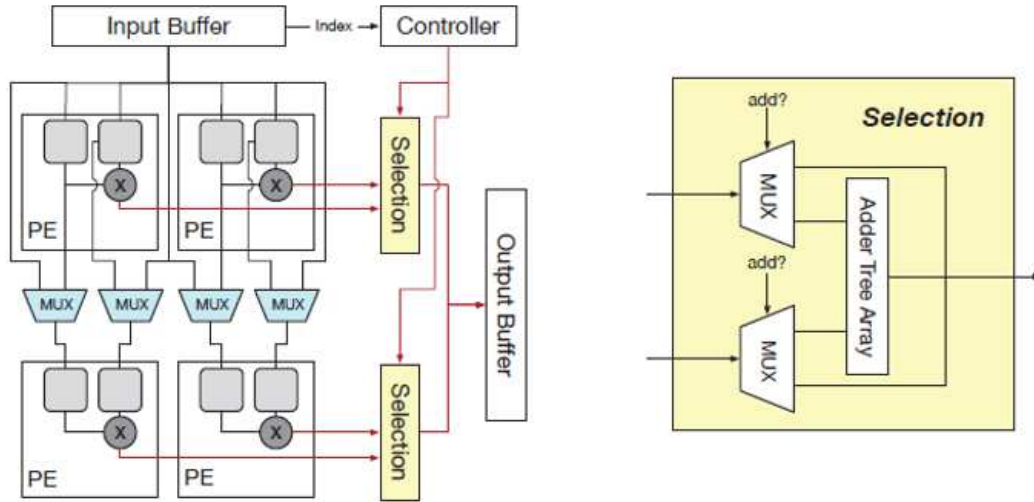 Input Buffer
Index
Controller
X
PE
X
PE
Selection
MUX
MUX
MUX
MUX
X
PE
X
PE
Selection
Output Buffer
Selection
add?
MUX
add?
MUX
Adder Tree Array